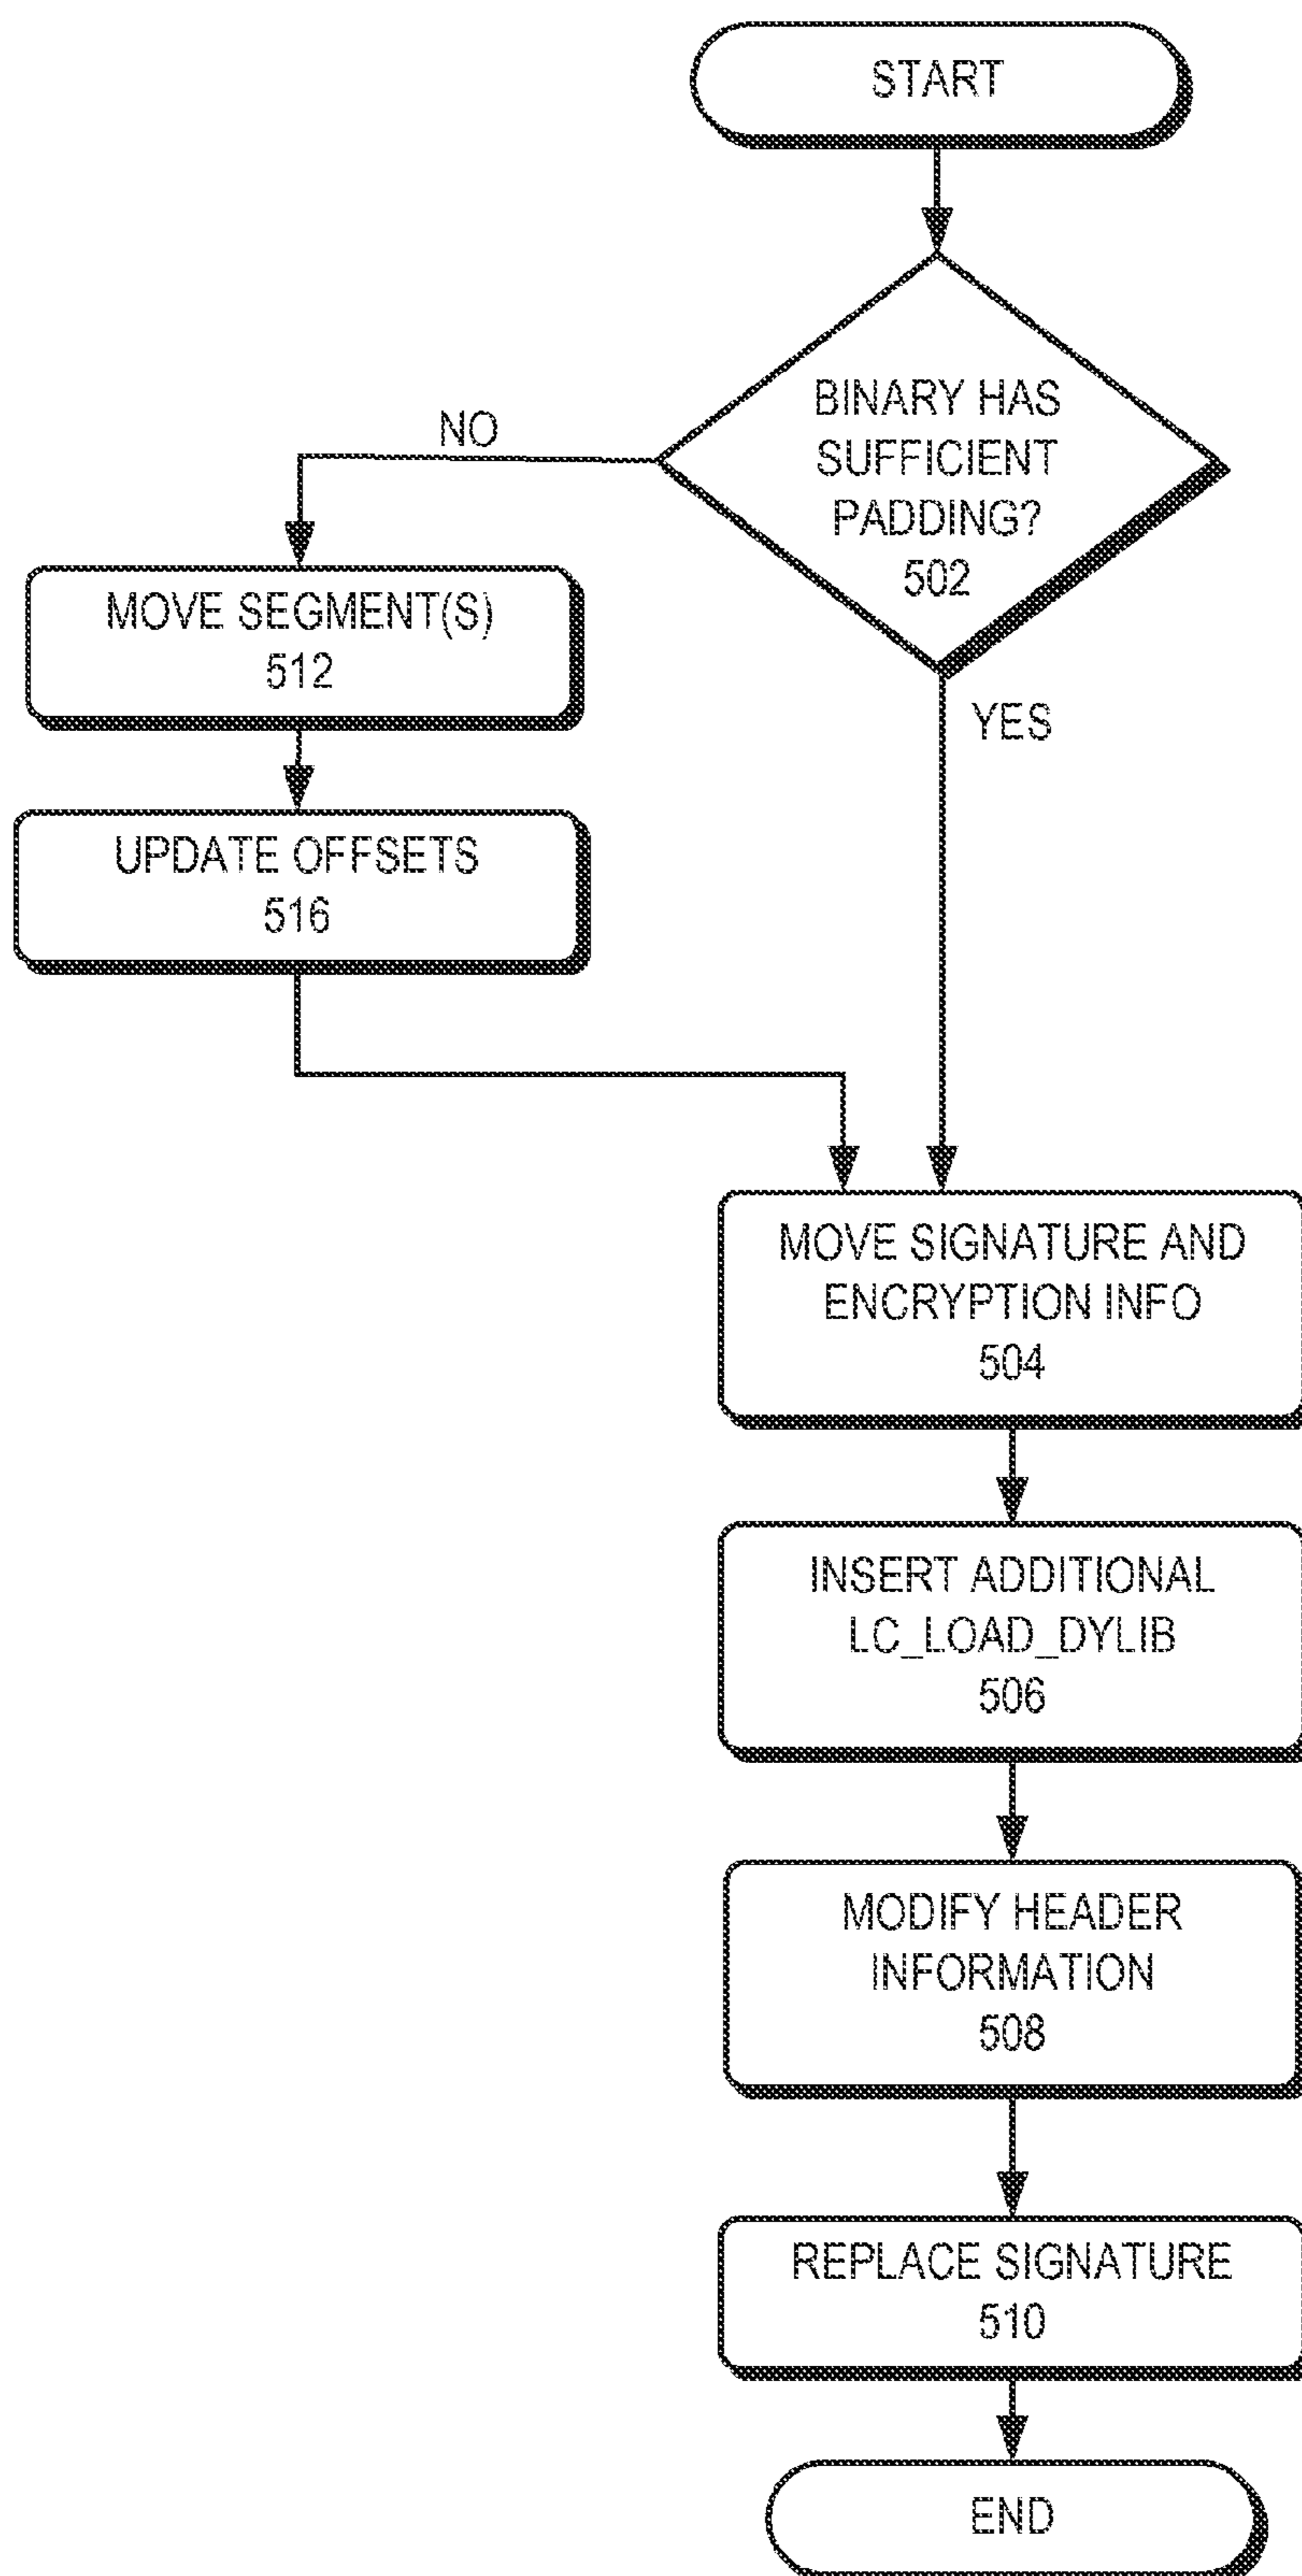 START
BINARY HAS
SUFFICIENT
PADDING?
502
NO
YES
MOVE SEGMENT(S)
512
UPDATE OFFSETS
516
MOVE SIGNATURE AND
ENCRYPTION INFO
504
INSERT ADDITIONAL
LC_LOAD_DYLIB
506
MODIFY HEADER
INFORMATION
508
REPLACE SIGNATURE
510
END